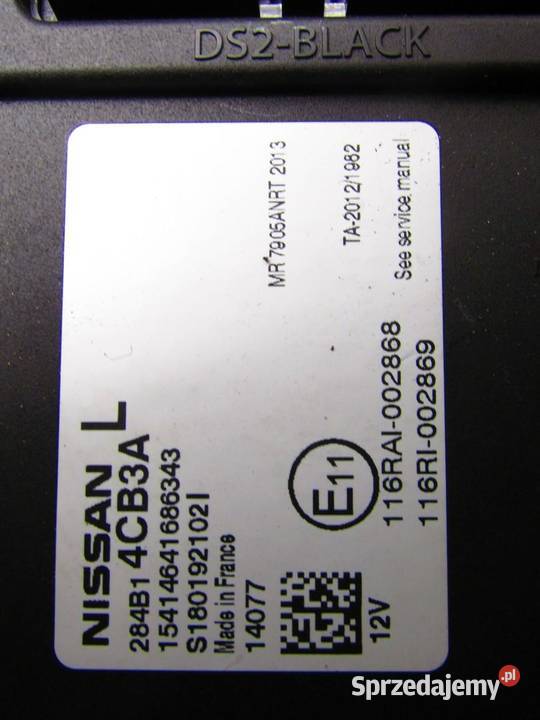 DS2-BLACK
NISSAN L
284B1 4CB3A
15414641686343
S180192102I
Made in France
14077
12V
E11
116RAI-002868
116RI-002869
MR 7905ANRT 2013
TA-2012/1982
See service manual
Sprzedajemy.pl